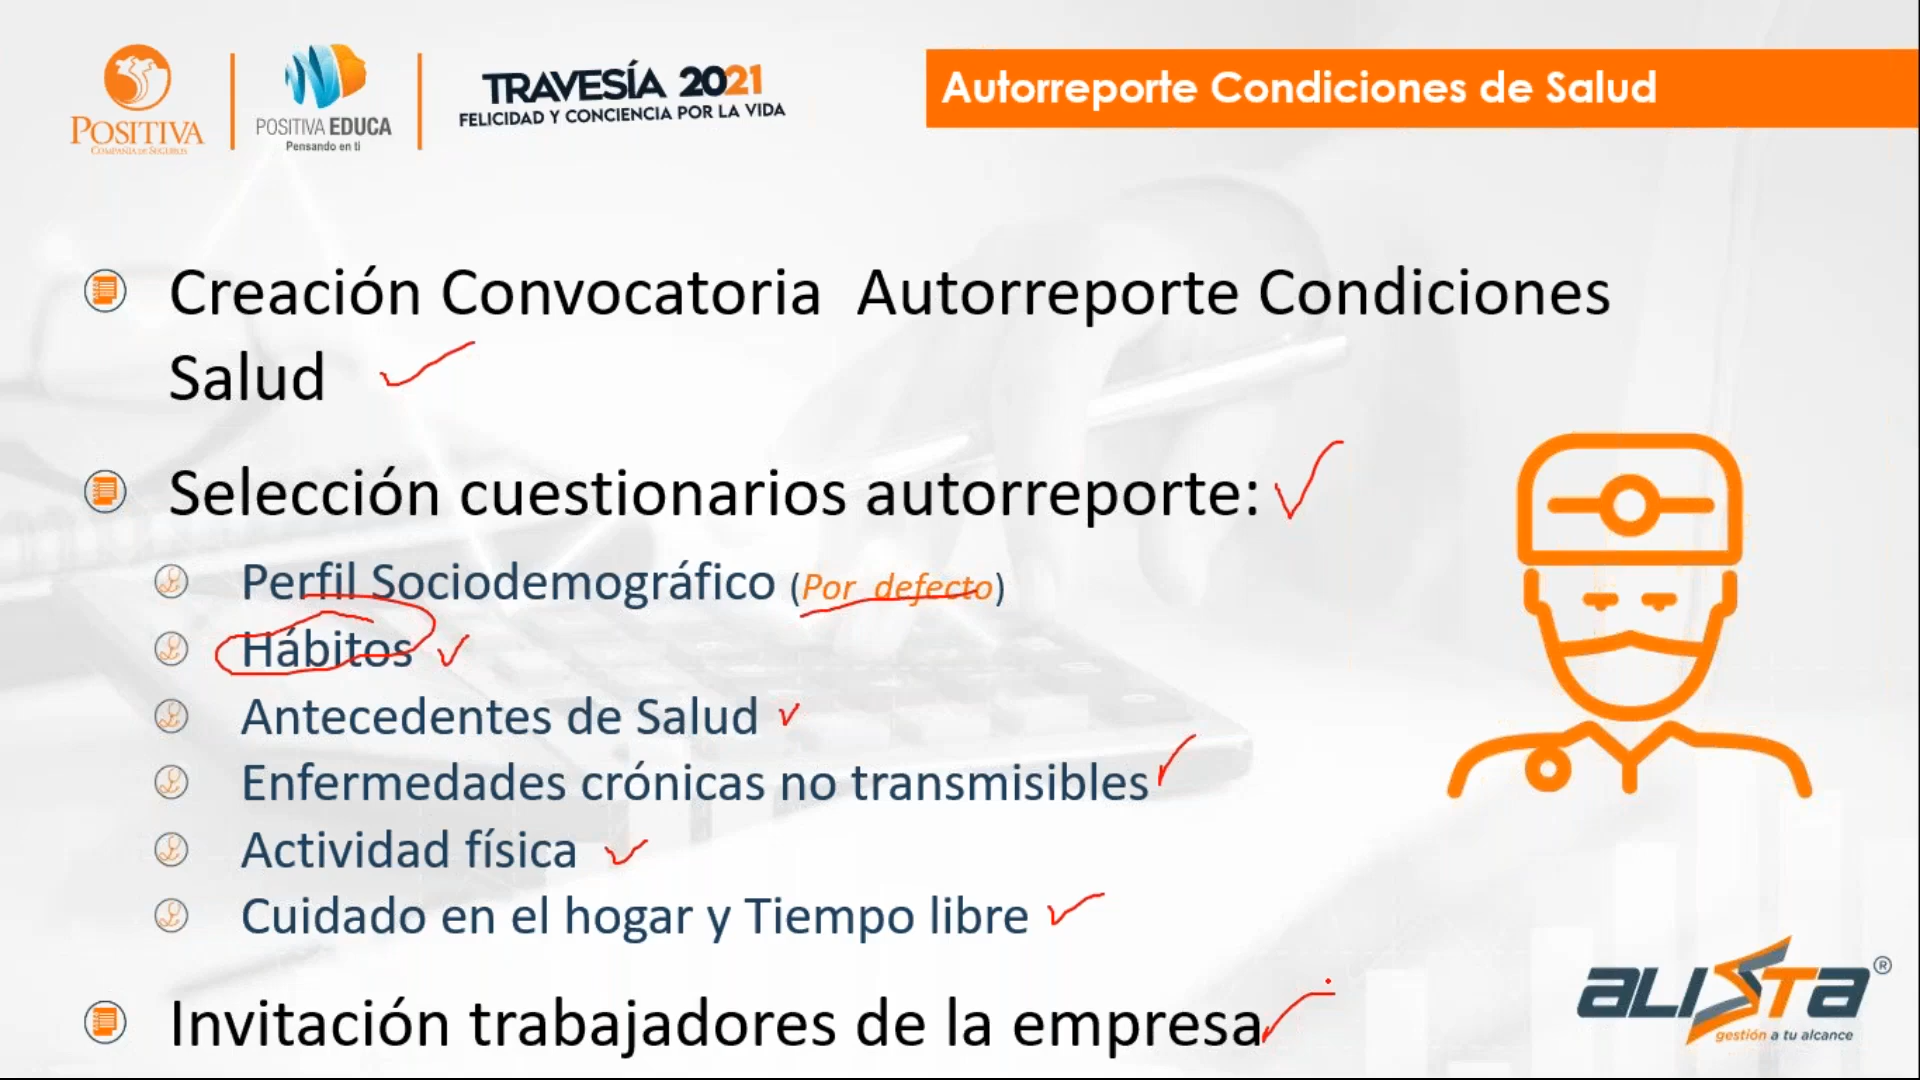 POSITIVA
COMPAÑÍA DE SEGUROS
POSITIVA EDUCA
Pensando en ti
TRAVESÍA 2021
FELICIDAD Y CONCIENCIA POR LA VIDA
Autorreporte Condiciones de Salud
Creación Convocatoria Autorreporte Condiciones
Salud
Selección cuestionarios autorreporte:
Perfil Sociodemográfico (Por defecto)
Hábitos
Antecedentes de Salud
Enfermedades crónicas no transmisibles
Actividad física
Cuidado en el hogar y Tiempo libre
Invitación trabajadores de la empresa
ALISTA®
gestión a tu alcance